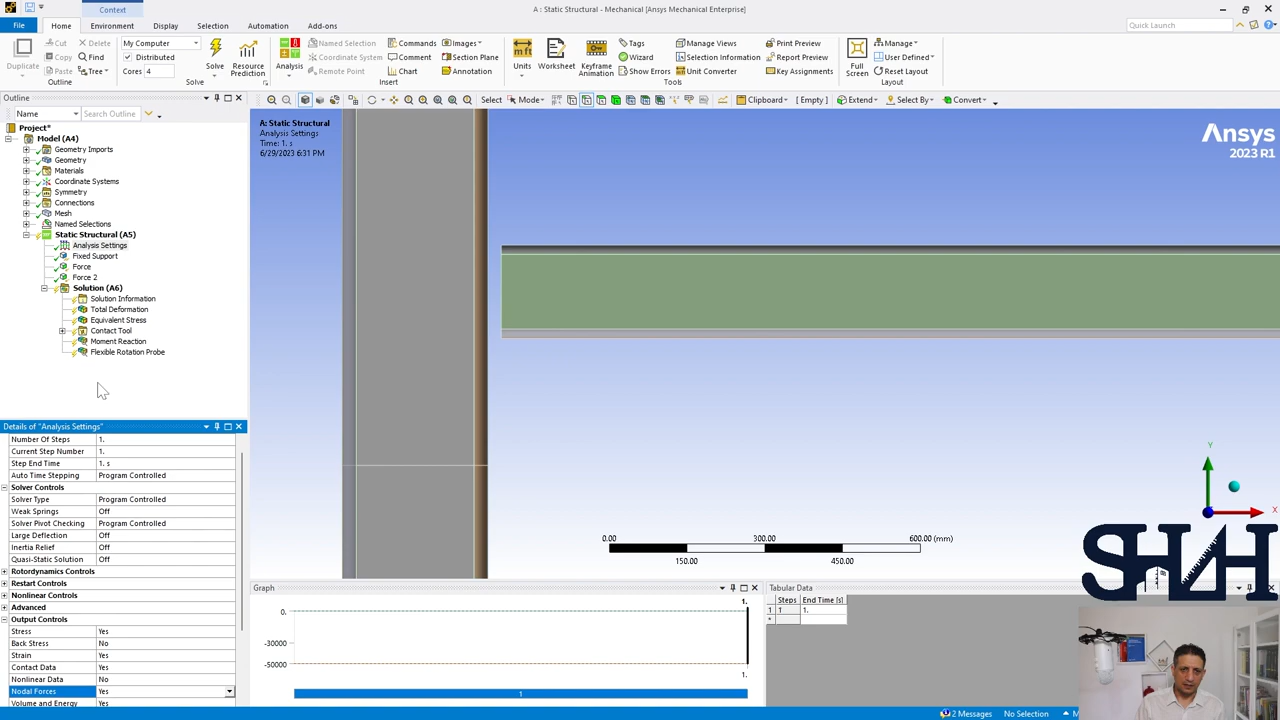 Context
A : Static Structural - Mechanical [Ansys Mechanical Enterprise]
File Home Environment Display Selection Automation Add-ons
Quick Launch
Duplicate
Cut Delete
Copy Find
Paste Tree
Outline
My Computer
Distributed
Cores 4
Solve
Resource Prediction
Solve
Analysis
Named Selection
Coordinate System
Remote Point
Commands
Comment
Chart
Images
Section Plane
Annotation
Insert
Units
Worksheet
Keyframe Animation
Tags
Wizard
Show Errors
Manage Views
Selection Information
Unit Converter
Print Preview
Report Preview
Key Assignments
Tools
Full Screen
Manage
User Defined
Reset Layout
Layout
Outline
Name
Search Outline
Select Mode
Clipboard [ Empty ] Extend Select By Convert
Project*
Model (A4)
Geometry Imports
Geometry
Materials
Coordinate Systems
Symmetry
Connections
Mesh
Named Selections
Static Structural (A5)
Analysis Settings
Fixed Support
Force
Force 2
Solution (A6)
Solution Information
Total Deformation
Equivalent Stress
Contact Tool
Moment Reaction
Flexible Rotation Probe
A: Static Structural
Analysis Settings
Time: 1. s
6/29/2023 6:31 PM
Ansys
2023 R1
Details of "Analysis Settings"
Number Of Steps 1.
Current Step Number 1.
Step End Time 1. s
Auto Time Stepping Program Controlled
Solver Controls
Solver Type Program Controlled
Weak Springs Off
Solver Pivot Checking Program Controlled
Large Deflection Off
Inertia Relief Off
Quasi-Static Solution Off
Rotordynamics Controls
Restart Controls
Nonlinear Controls
Advanced
Output Controls
Stress Yes
Back Stress No
Strain Yes
Contact Data Yes
Nonlinear Data No
Nodal Forces Yes
Volume and Energy Yes
0.00 300.00 600.00 (mm)
150.00 450.00
Y
X
Graph
1.
0.
-30000
-50000
1.
1
Tabular Data
Steps End Time [s]
1 1 1.
*
2 Messages No Selection